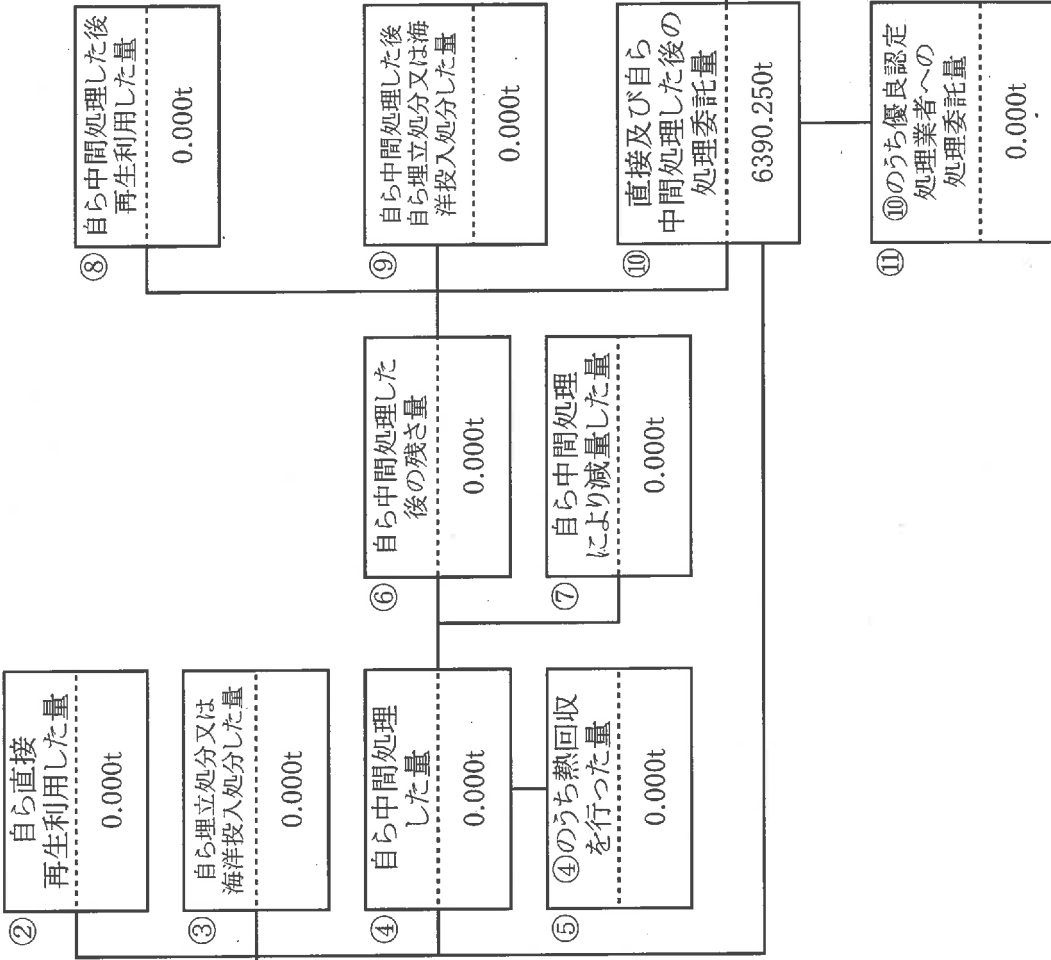 ②
自ら直接
再生利用した量
0.000t
③
自ら埋立処分又は
海洋投入処分した量
0.000t
④
自ら中間処理
した量
0.000t
⑤
④のうち熱回収
を行った量
0.000t
⑥
自ら中間処理した
後の残さ量
0.000t
⑦
自ら中間処理
により減量した量
0.000t
⑧
自ら中間処理した後
再生利用した量
0.000t
⑨
自ら中間処理した後
自ら埋立処分又は海
洋投入処分した量
0.000t
⑩
直接及び自ら
中間処理した後の
処理委託量
6390.250t
⑪
⑩のうち優良認定
処理業者への
処理委託量
0.000t